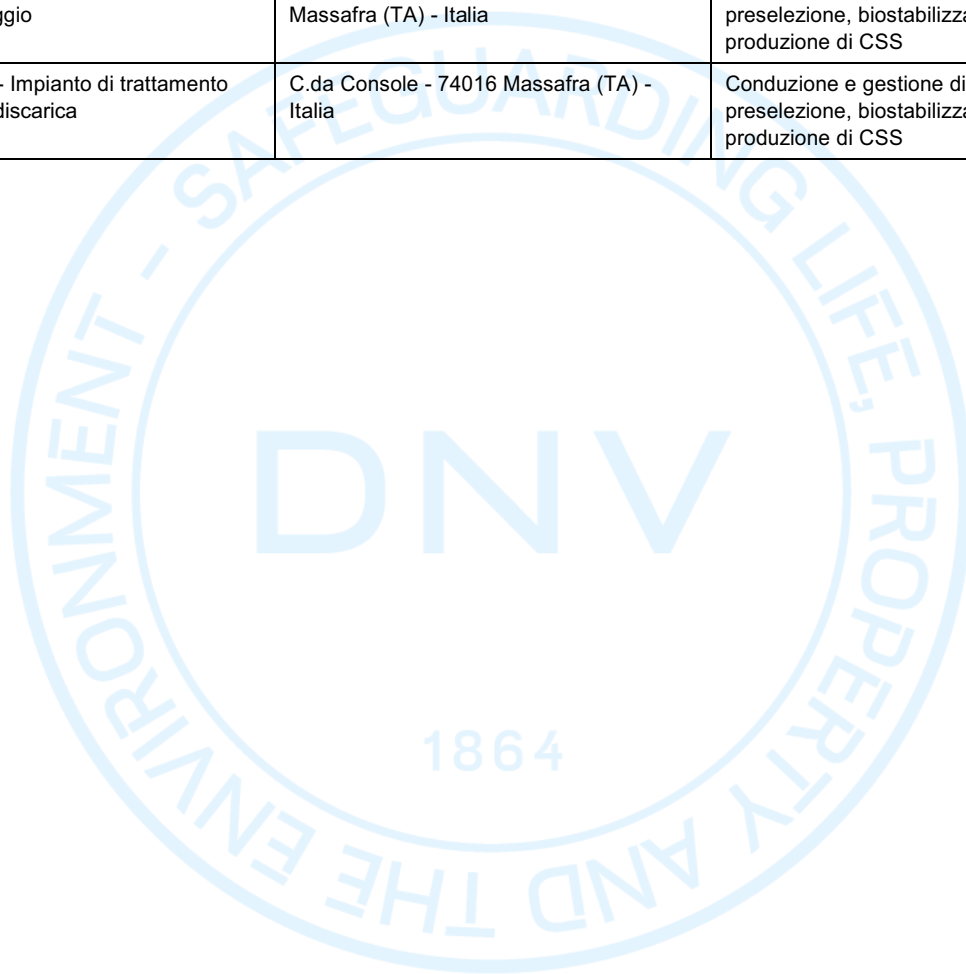 ggio
Massafra (TA) - Italia
preselezione, biostabilizza
produzione di CSS
- Impianto di trattamento
discarica
C.da Console - 74016 Massafra (TA) -
Italia
Conduzione e gestione di
preselezione, biostabilizza
produzione di CSS
SAFEGUARDING LIFE, PROPERTY AND THE ENVIRONMENT -
DNV
1864